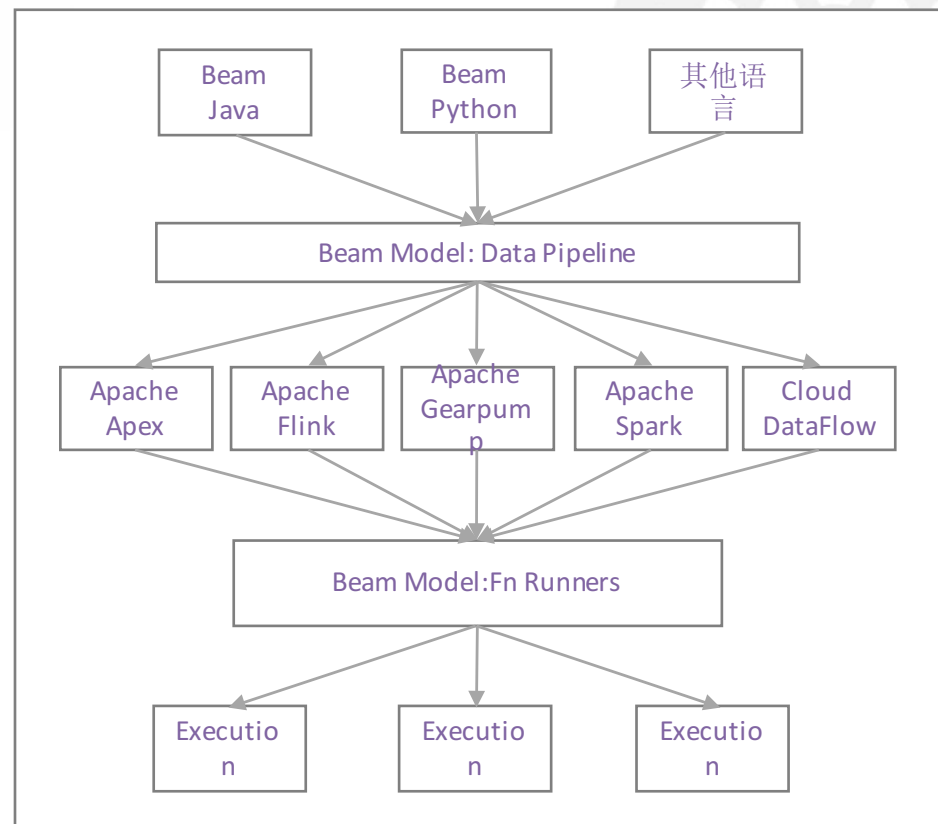 Beam
Java
Beam
Python
其他语
言
Beam Model: Data Pipeline
Apache
Apex
Apache
Flink
Apache
Gearpum
p
Apache
Spark
Cloud
DataFlow
Beam Model:Fn Runners
Executio
n
Executio
n
Executio
n